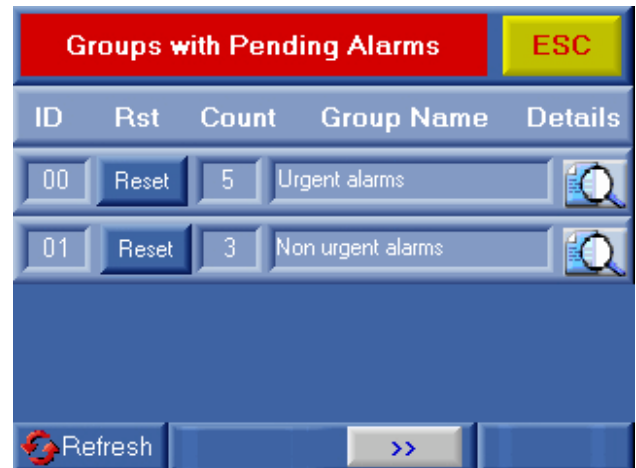 Groups with Pending Alarms ESC
ID Rst Count Group Name Details
00 Reset 5 Urgent alarms
01 Reset 3 Non urgent alarms
Refresh >>